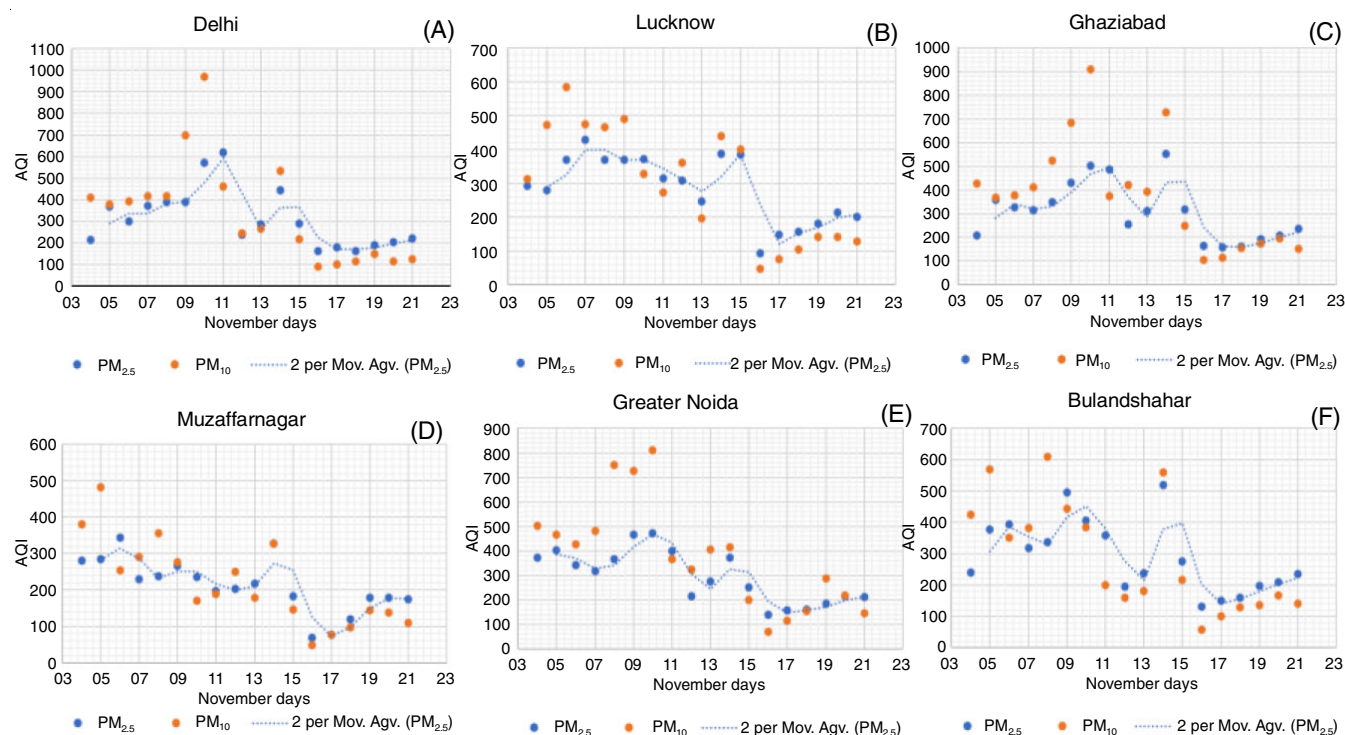 Delhi
(A)
1100
1000
900
800
700
600
500
400
300
200
100
0
AQI
03 05 07 09 11 13 15 17 19 21 23
November days
PM2.5 PM10 2 per Mov. Agv. (PM2.5)
Lucknow
(B)
700
600
500
400
300
200
100
0
AQI
03 05 07 09 11 13 15 17 19 21 23
November days
PM2.5 PM10 2 per Mov. Agv. (PM2.5)
Ghaziabad
(C)
1000
900
800
700
600
500
400
300
200
100
0
AQI
03 05 07 09 11 13 15 17 19 21 23
November days
PM2.5 PM10 2 per Mov. Agv. (PM2.5)
Muzaffarnagar
(D)
600
500
400
300
200
100
0
AQI
03 05 07 09 11 13 15 17 19 21 23
November days
PM2.5 PM10 2 per Mov. Agv. (PM2.5)
Greater Noida
(E)
900
800
700
600
500
400
300
200
100
0
AQI
03 05 07 09 11 13 15 17 19 21 23
November days
PM2.5 PM10 2 per Mov. Agv. (PM2.5)
Bulandshahar
(F)
700
600
500
400
300
200
100
0
AQI
03 05 07 09 11 13 15 17 19 21 23
November days
PM2.5 PM10 2 per Mov. Agv. (PM2.5)